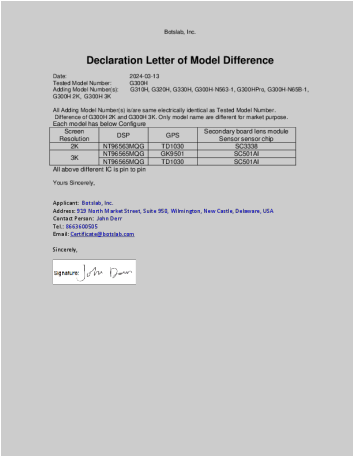 Botslab, Inc.
Declaration Letter of Model Difference
Date: 2024-03-13
Tested Model Number: G300H
Adding Model Number(s): G310H, G320H, G330H, G300H-N563-1, G300HPro, G300H-N65B-1,
G300H 2K, G300H 3K
All Adding Model Number(s) is/are same electrically identical as Tested Model Number.
Difference of G300H 2K and G300H 3K. Only model name are different for market purpose.
Each model has below Configure
Screen Resolution DSP GPS Secondary board lens module Sensor sensor chip
2K NT96563MQG TD1030 SC3338
3K NT96565MQG GK9501 SC501AI
NT96565MQG TD1030 SC501AI
All above different IC is pin to pin
Yours Sincerely,
Applicant: Botslab, Inc.
Address: 919 North Market Street, Suite 950, Wilmington, New Castle, Delaware, USA
Contact Person: John Derr
Tel.: 8663600505
Email: Certificate@botslab.com
Sincerely,
Signature: John Derr